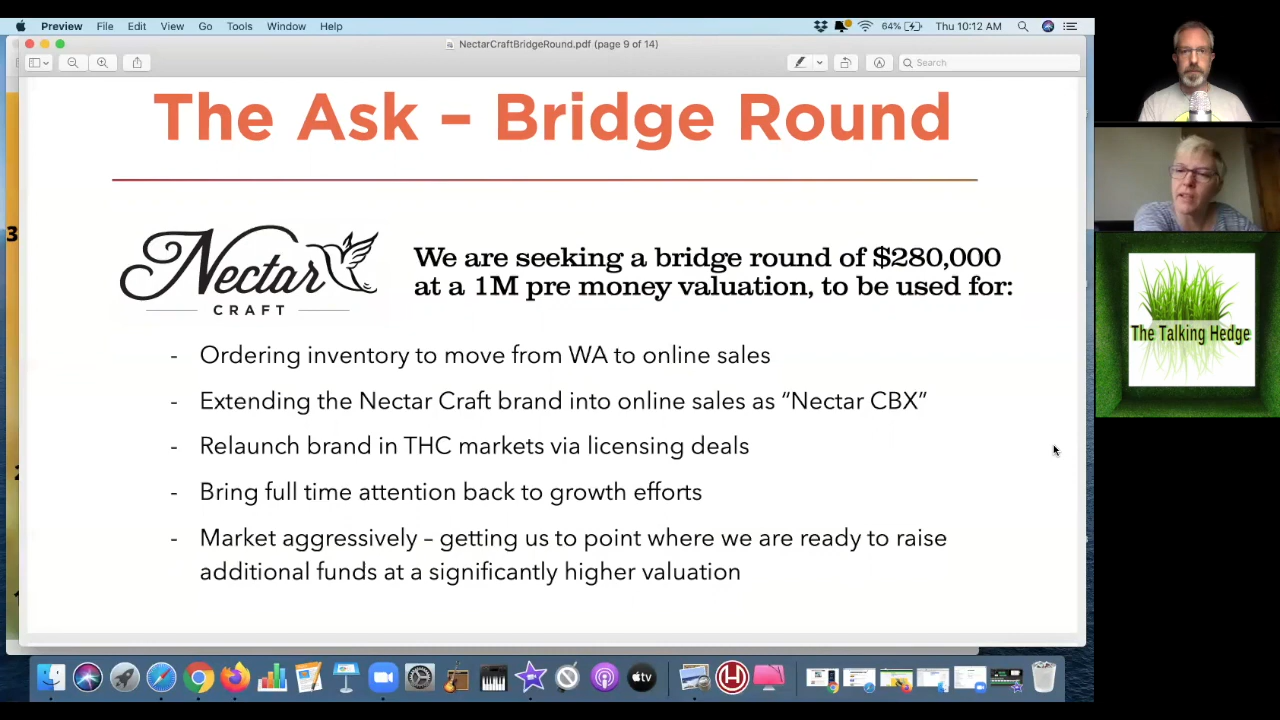 Preview File Edit View Go Tools Window Help
64% Thu 10:12 AM
NectarCraftBridgeRound.pdf (page 9 of 14)
Search
The Ask – Bridge Round
Nectar
CRAFT
We are seeking a bridge round of $280,000
at a 1M pre money valuation, to be used for:
- Ordering inventory to move from WA to online sales
- Extending the Nectar Craft brand into online sales as “Nectar CBX”
- Relaunch brand in THC markets via licensing deals
- Bring full time attention back to growth efforts
- Market aggressively – getting us to point where we are ready to raise
additional funds at a significantly higher valuation
The Talking Hedge
3
tv